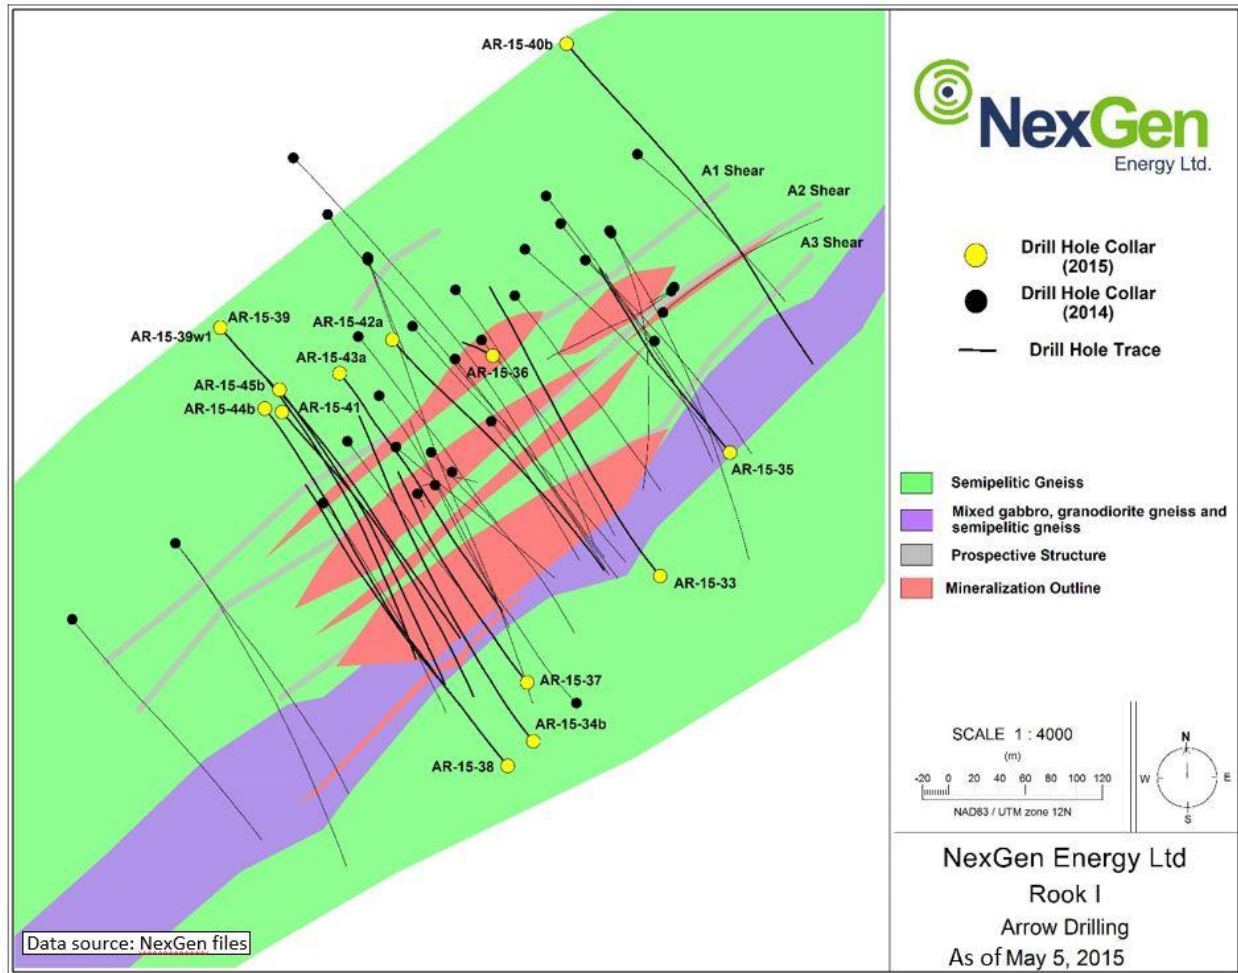 AR-15-40b
A1 Shear
A2 Shear
A3 Shear
AR-15-39
AR-15-39w1
AR-15-42a
AR-15-43a
AR-15-36
AR-15-45b
AR-15-44b
AR-15-41
AR-15-35
AR-15-33
AR-15-37
AR-15-34b
AR-15-38
Data source: NexGen files
NexGen
Energy Ltd.
Drill Hole Collar
(2015)
Drill Hole Collar
(2014)
Drill Hole Trace
Semipelitic Gneiss
Mixed gabbro, granodiorite gneiss and
semipelitic gneiss
Prospective Structure
Mineralization Outline
SCALE 1 : 4000
(m)
-20 0 20 40 60 80 100 120
NAD83 / UTM zone 12N
N
W E
S
NexGen Energy Ltd
Rook I
Arrow Drilling
As of May 5, 2015